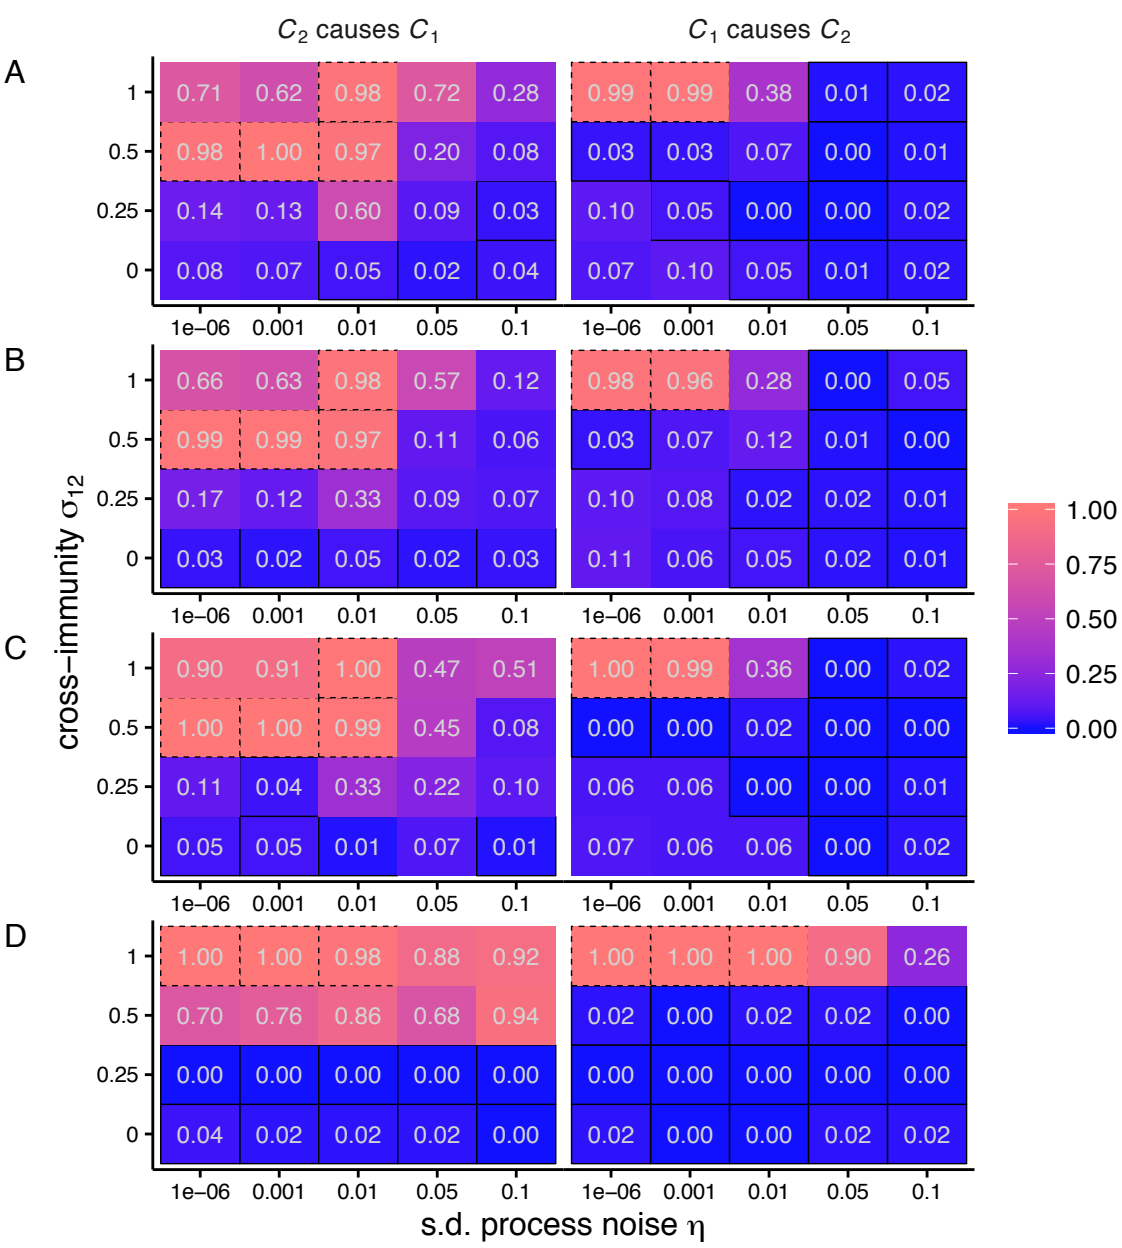 C2 causes C1 C1 causes C2
A
1 0.71 0.62 0.98 0.72 0.28 0.99 0.99 0.38 0.01 0.02
0.5 0.98 1.00 0.97 0.20 0.08 0.03 0.03 0.07 0.00 0.01
0.25 0.14 0.13 0.60 0.09 0.03 0.10 0.05 0.00 0.00 0.02
0 0.08 0.07 0.05 0.02 0.04 0.07 0.10 0.05 0.01 0.02
1e−06 0.001 0.01 0.05 0.1 1e−06 0.001 0.01 0.05 0.1
B
1 0.66 0.63 0.98 0.57 0.12 0.98 0.96 0.28 0.00 0.05
0.5 0.99 0.99 0.97 0.11 0.06 0.03 0.07 0.12 0.01 0.00
0.25 0.17 0.12 0.33 0.09 0.07 0.10 0.08 0.02 0.02 0.01
0 0.03 0.02 0.05 0.02 0.03 0.11 0.06 0.05 0.02 0.01
1e−06 0.001 0.01 0.05 0.1 1e−06 0.001 0.01 0.05 0.1
C
1 0.90 0.91 1.00 0.47 0.51 1.00 0.99 0.36 0.00 0.02
0.5 1.00 1.00 0.99 0.45 0.08 0.00 0.00 0.02 0.00 0.00
0.25 0.11 0.04 0.33 0.22 0.10 0.06 0.06 0.00 0.00 0.01
0 0.05 0.05 0.01 0.07 0.01 0.07 0.06 0.06 0.00 0.02
1e−06 0.001 0.01 0.05 0.1 1e−06 0.001 0.01 0.05 0.1
D
1 1.00 1.00 0.98 0.88 0.92 1.00 1.00 1.00 0.90 0.26
0.5 0.70 0.76 0.86 0.68 0.94 0.02 0.00 0.02 0.02 0.00
0.25 0.00 0.00 0.00 0.00 0.00 0.00 0.00 0.00 0.00 0.00
0 0.04 0.02 0.02 0.02 0.00 0.02 0.00 0.00 0.02 0.02
1e−06 0.001 0.01 0.05 0.1 1e−06 0.001 0.01 0.05 0.1
s.d. process noise η
cross−immunity σ12
1.00
0.75
0.50
0.25
0.00